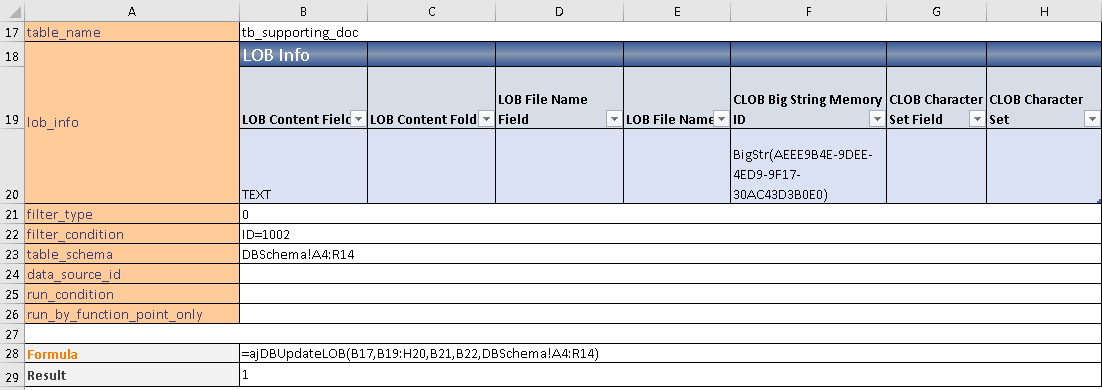 A B C D E F G H
17 table_name tb_supporting_doc
18 LOB Info
lob_info
19 LOB Content Field LOB Content Fold LOB File Name Field LOB File Name CLOB Big String Memory ID CLOB Character Set Field CLOB Character Set
20 TEXT BigStr(AEEE9B4E-9DEE-4ED9-9F17-30AC43D3B0E0)
21 filter_type 0
22 filter_condition ID=1002
23 table_schema DBSchema!A4:R14
24 data_source_id
25 run_condition
26 run_by_function_point_only
27
28 Formula =ajDBUpdateLOB(B17,B19:H20,B21,B22,DBSchema!A4:R14)
29 Result 1